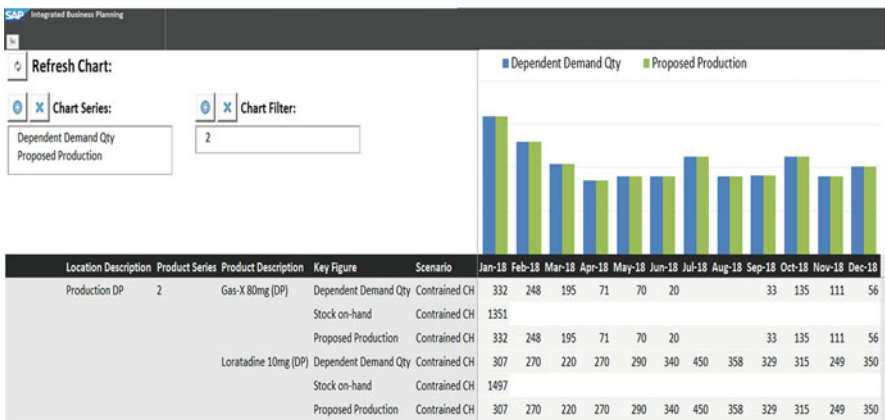 SAP Integrated Business Planning
Refresh Chart:
Chart Series:
Chart Filter:
Dependent Demand Qty
Proposed Production
2
Dependent Demand Qty Proposed Production
Location Description Product Series Product Description Key Figure Scenario Jan-18 Feb-18 Mar-18 Apr-18 May-18 Jun-18 Jul-18 Aug-18 Sep-18 Oct-18 Nov-18 Dec-18
Production DP 2 Gas-X 80mg (DP) Dependent Demand Qty Contrained CH 332 248 195 71 70 20 33 135 111 56
Stock on-hand Contrained CH 1351
Proposed Production Contrained CH 332 248 195 71 70 20 33 135 111 56
Loratadine 10mg (DP) Dependent Demand Qty Contrained CH 307 270 220 270 290 340 450 358 329 315 249 350
Stock on-hand Contrained CH 1497
Proposed Production Contrained CH 307 270 220 270 290 340 450 358 329 315 249 350